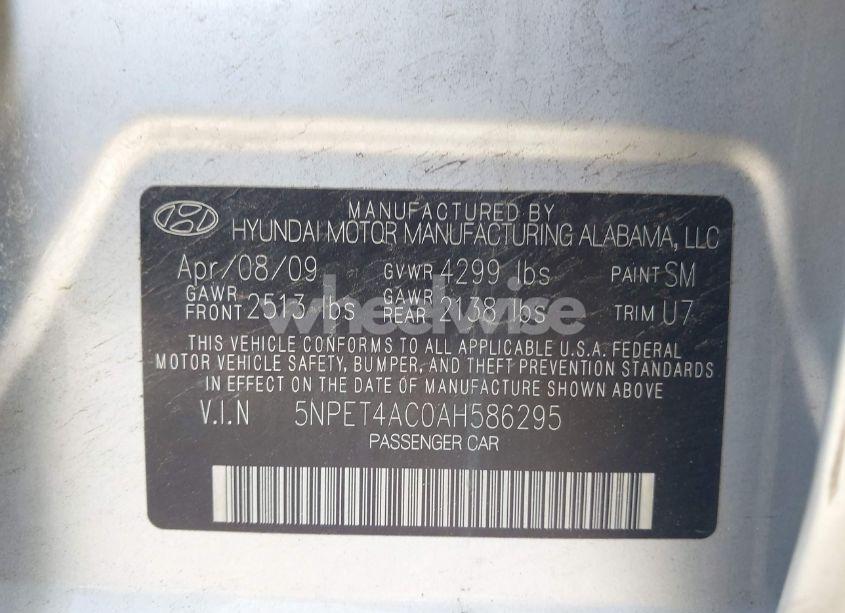 MANUFACTURED BY
HYUNDAI MOTOR MANUFACTURING ALABAMA, LLC
Apr/08/09 GVWR 4299 lbs PAINT SM
GAWR FRONT 2513 lbs GAWR REAR 2138 lbs TRIM U7
wheelwise
THIS VEHICLE CONFORMS TO ALL APPLICABLE U.S.A. FEDERAL
MOTOR VEHICLE SAFETY, BUMPER, AND THEFT PREVENTION STANDARDS
IN EFFECT ON THE DATE OF MANUFACTURE SHOWN ABOVE
V.I.N 5NPET4AC0AH586295
PASSENGER CAR